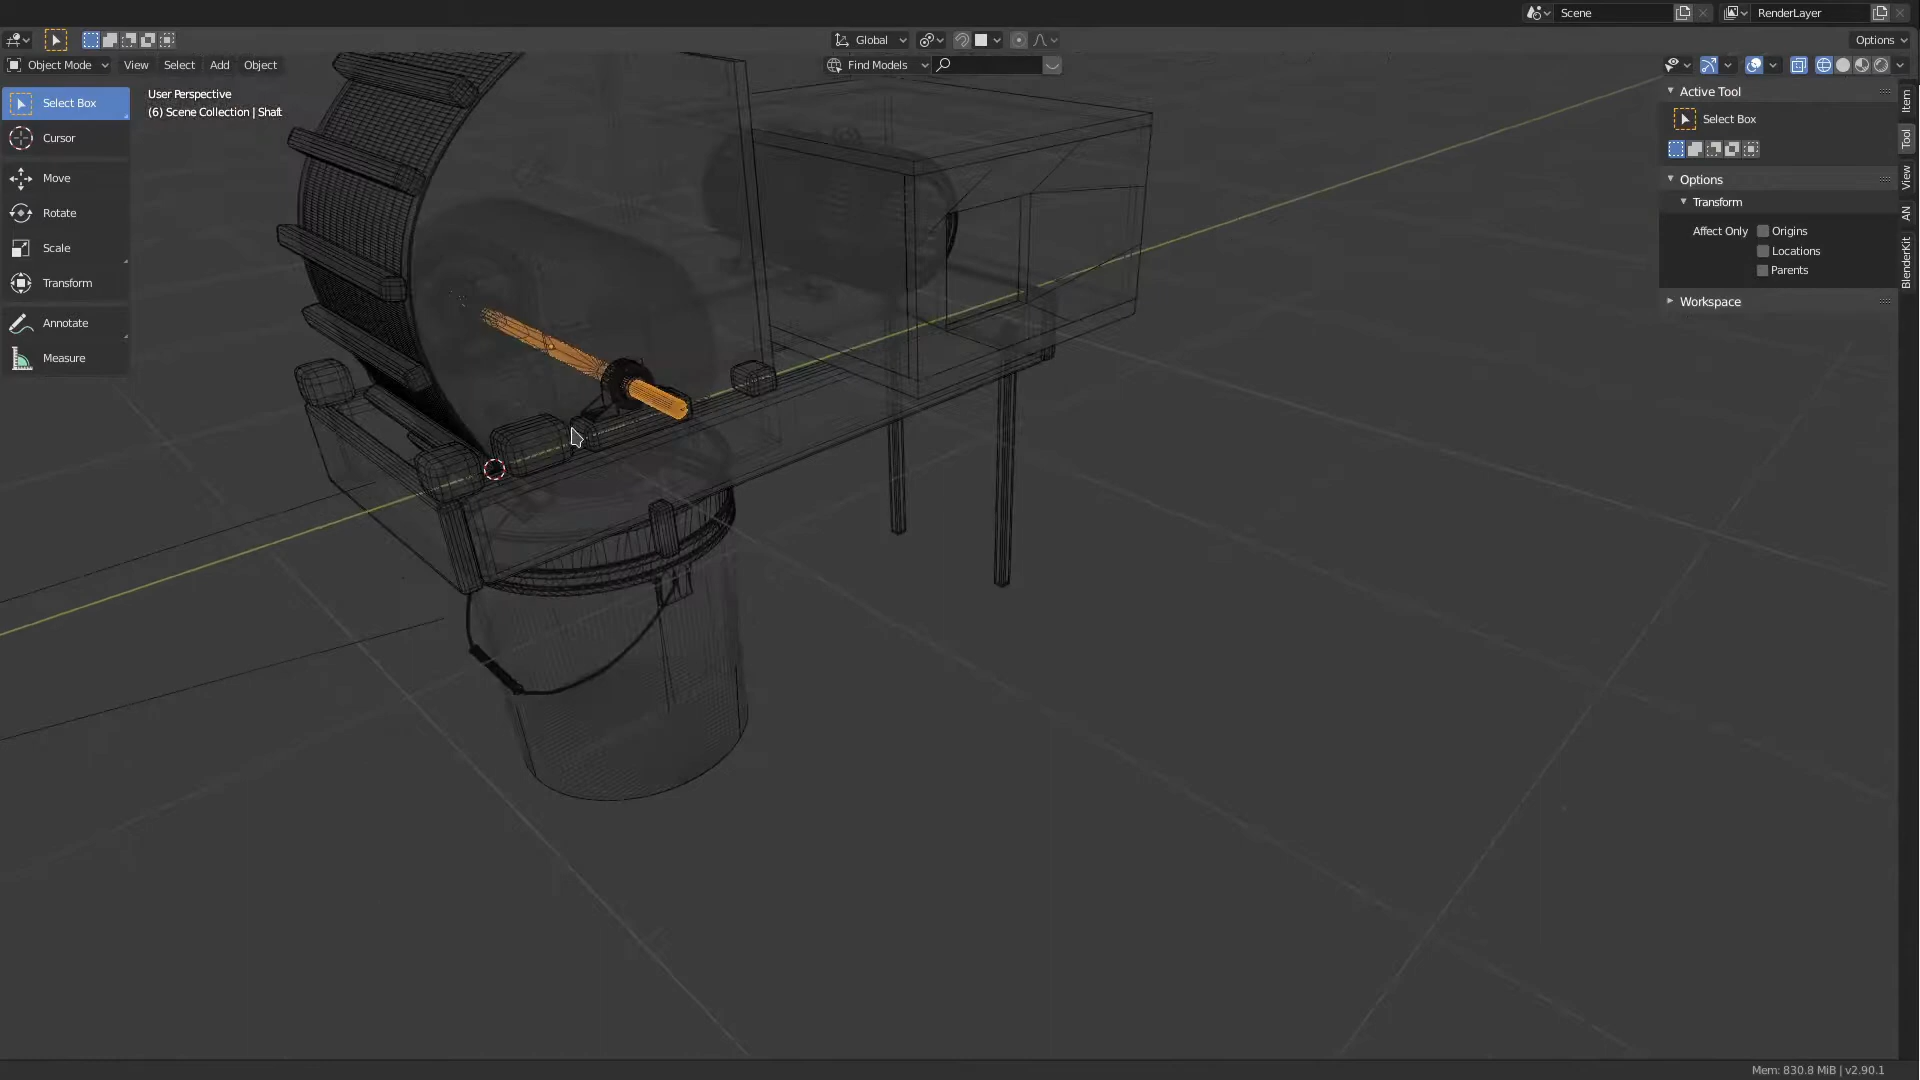 Scene
RenderLayer
Global
Options
Object Mode
View
Select
Add
Object
Find Models
Select Box
User Perspective
(6) Scene Collection | Shaft
Cursor
Move
Rotate
Scale
Transform
Annotate
Measure
Active Tool
Select Box
Options
Transform
Affect Only
Origins
Locations
Parents
Workspace
Item
Tool
View
AN
BlenderKit
Mem: 830.8 MiB | v2.90.1